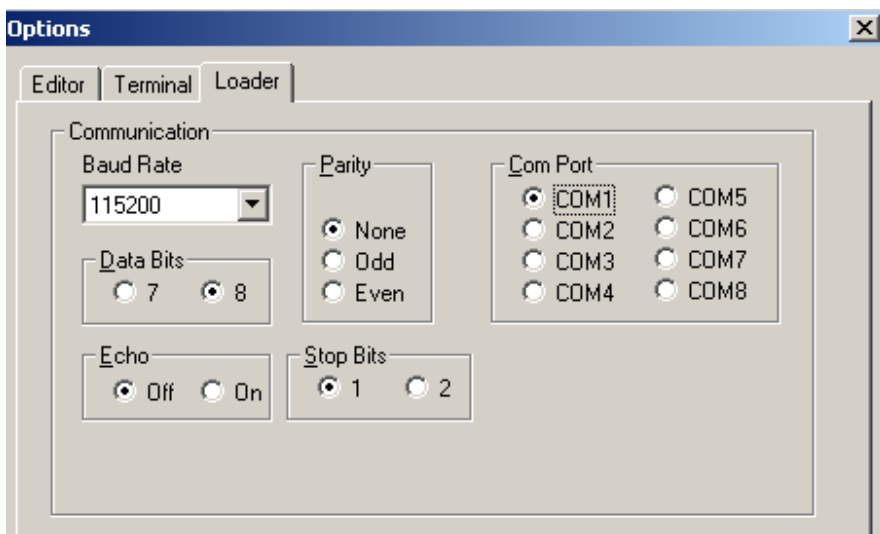 Options
Editor Terminal Loader
Communication
Baud Rate
115200
Parity
None
Odd
Even
Com Port
COM1 COM5
COM2 COM6
COM3 COM7
COM4 COM8
Data Bits
7 8
Echo
Off On
Stop Bits
1 2